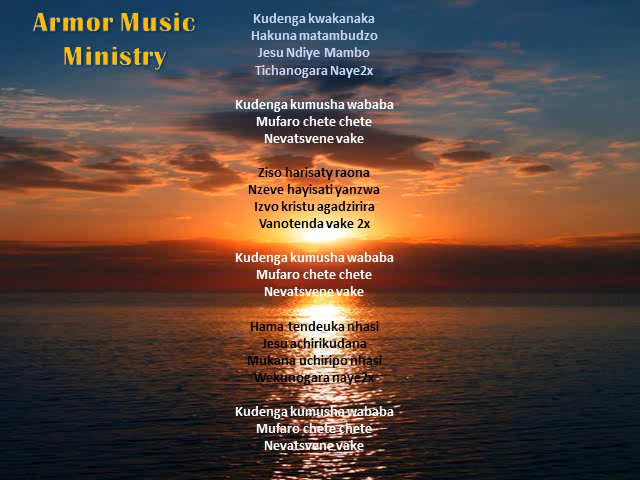 Armor Music
Ministry
Kudenga kwakanaka
Hakuna matambudzo
Jesu Ndiye Mambo
Tichanogara Naye2x
Kudenga kumusha wababa
Mufaro chete chete
Nevatsvene vake
Ziso harisaty raona
Nzeve hayisati yanzwa
Izvo kristu agadzirira
Vanotenda vake 2x
Kudenga kumusha wababa
Mufaro chete chete
Nevatsvene vake
Hama tendeuka nhasi
Jesu achirikudana
Mukana uchiripo nhasi
Wekunogara naye2x
Kudenga kumusha wababa
Mufaro chete chete
Nevatsvene vake